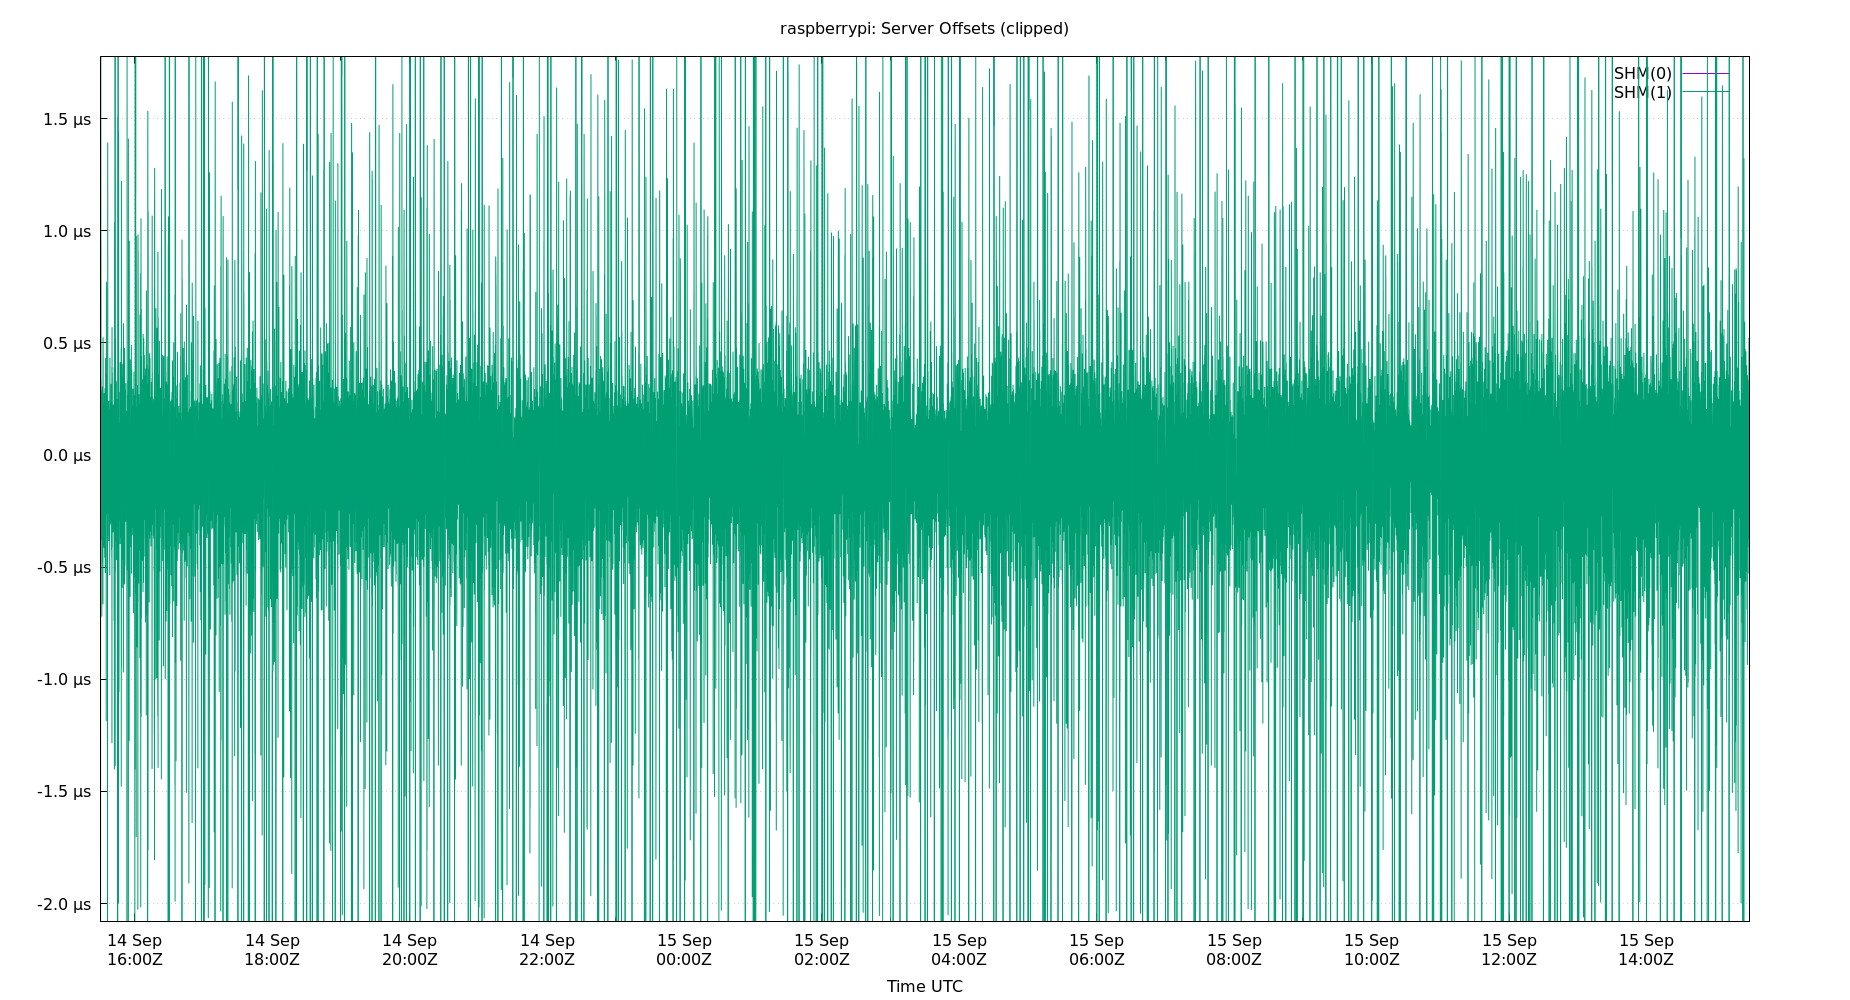 raspberrypi: Server Offsets (clipped)
SHM(0)
SHM(1)
1.5 µs
1.0 µs
0.5 µs
0.0 µs
-0.5 µs
-1.0 µs
-1.5 µs
-2.0 µs
14 Sep 14 Sep 14 Sep 14 Sep 15 Sep 15 Sep 15 Sep 15 Sep 15 Sep 15 Sep 15 Sep 15 Sep
16:00Z 18:00Z 20:00Z 22:00Z 00:00Z 02:00Z 04:00Z 06:00Z 08:00Z 10:00Z 12:00Z 14:00Z
Time UTC